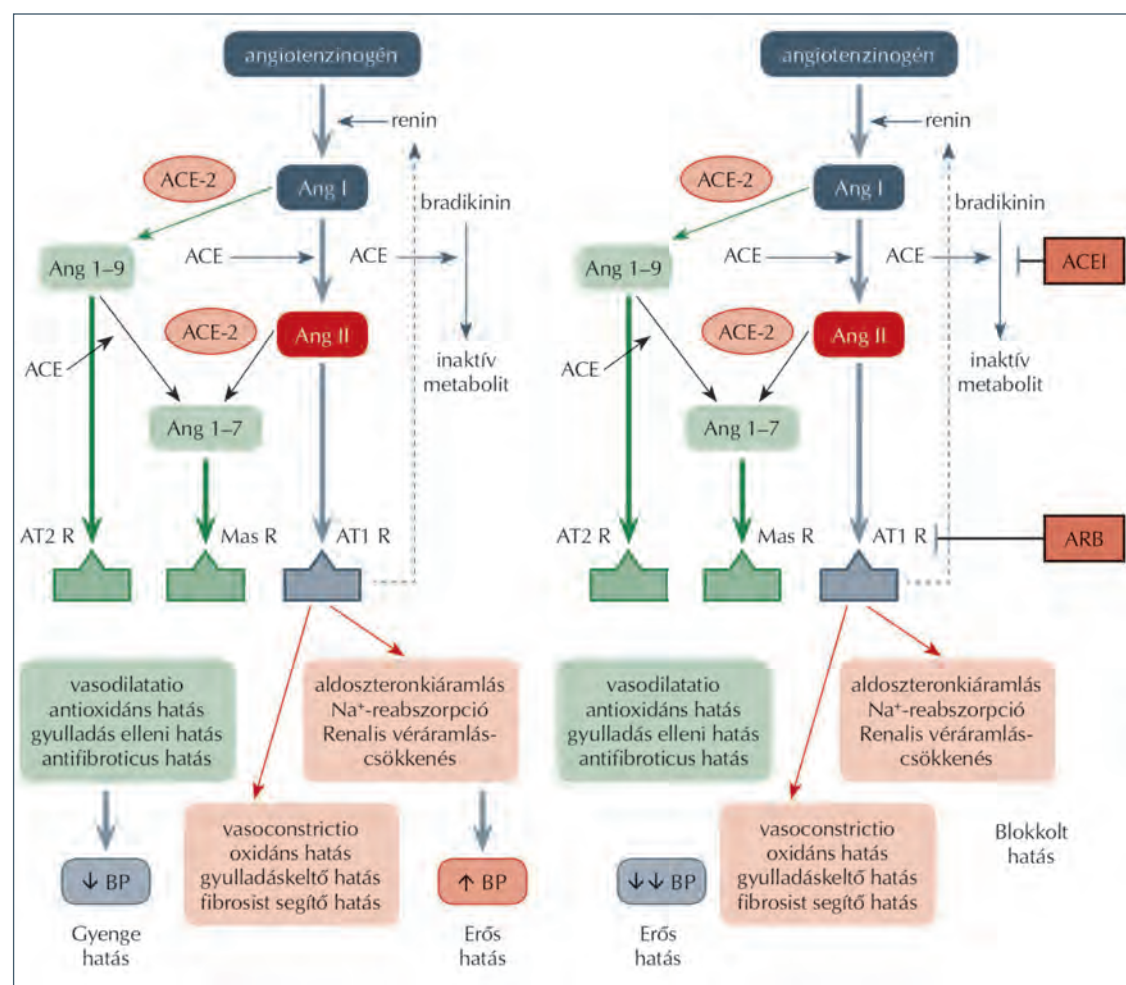 angiotenzinogén
renin
ACE-2
Ang I
bradikinin
Ang 1–9
ACE
ACE
ACE-2
Ang II
ACE
inaktív
metabolit
Ang 1–7
AT2 R
Mas R
AT1 R
vasodilatatio
antioxidáns hatás
gyulladás elleni hatás
antifibroticus hatás
aldoszteronkiáramlás
Na⁺-reabszorpció
Renalis véráramlás-
csökkenés
vasoconstrictio
oxidáns hatás
gyulladáskeltő hatás
fibrosist segítő hatás
↓ BP
Gyenge
hatás
↑ BP
Erős
hatás
angiotenzinogén
renin
ACE-2
Ang I
bradikinin
Ang 1–9
ACE
ACE
ACEI
ACE-2
Ang II
ACE
inaktív
metabolit
Ang 1–7
AT2 R
Mas R
AT1 R
ARB
vasodilatatio
antioxidáns hatás
gyulladás elleni hatás
antifibroticus hatás
aldoszteronkiáramlás
Na⁺-reabszorpció
Renalis véráramlás-
csökkenés
vasoconstrictio
oxidáns hatás
gyulladáskeltő hatás
fibrosist segítő hatás
Blokkolt
hatás
↓↓ BP
Erős
hatás